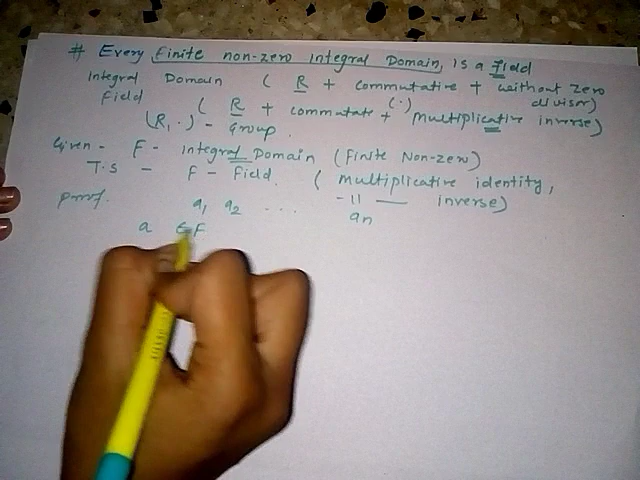 # Every finite non-zero integral Domain, is a field
Integral Domain ( R + commutative + without zero divisor)
field ( R + commutate + (·) multiplicative inverse)
(R, ·) - Group.
Given - F - Integral Domain (Finite Non-zero)
T.S - F - Field. ( multiplicative identity,
-11- inverse)
Proof. a1 a2 ... an
a ∈ F